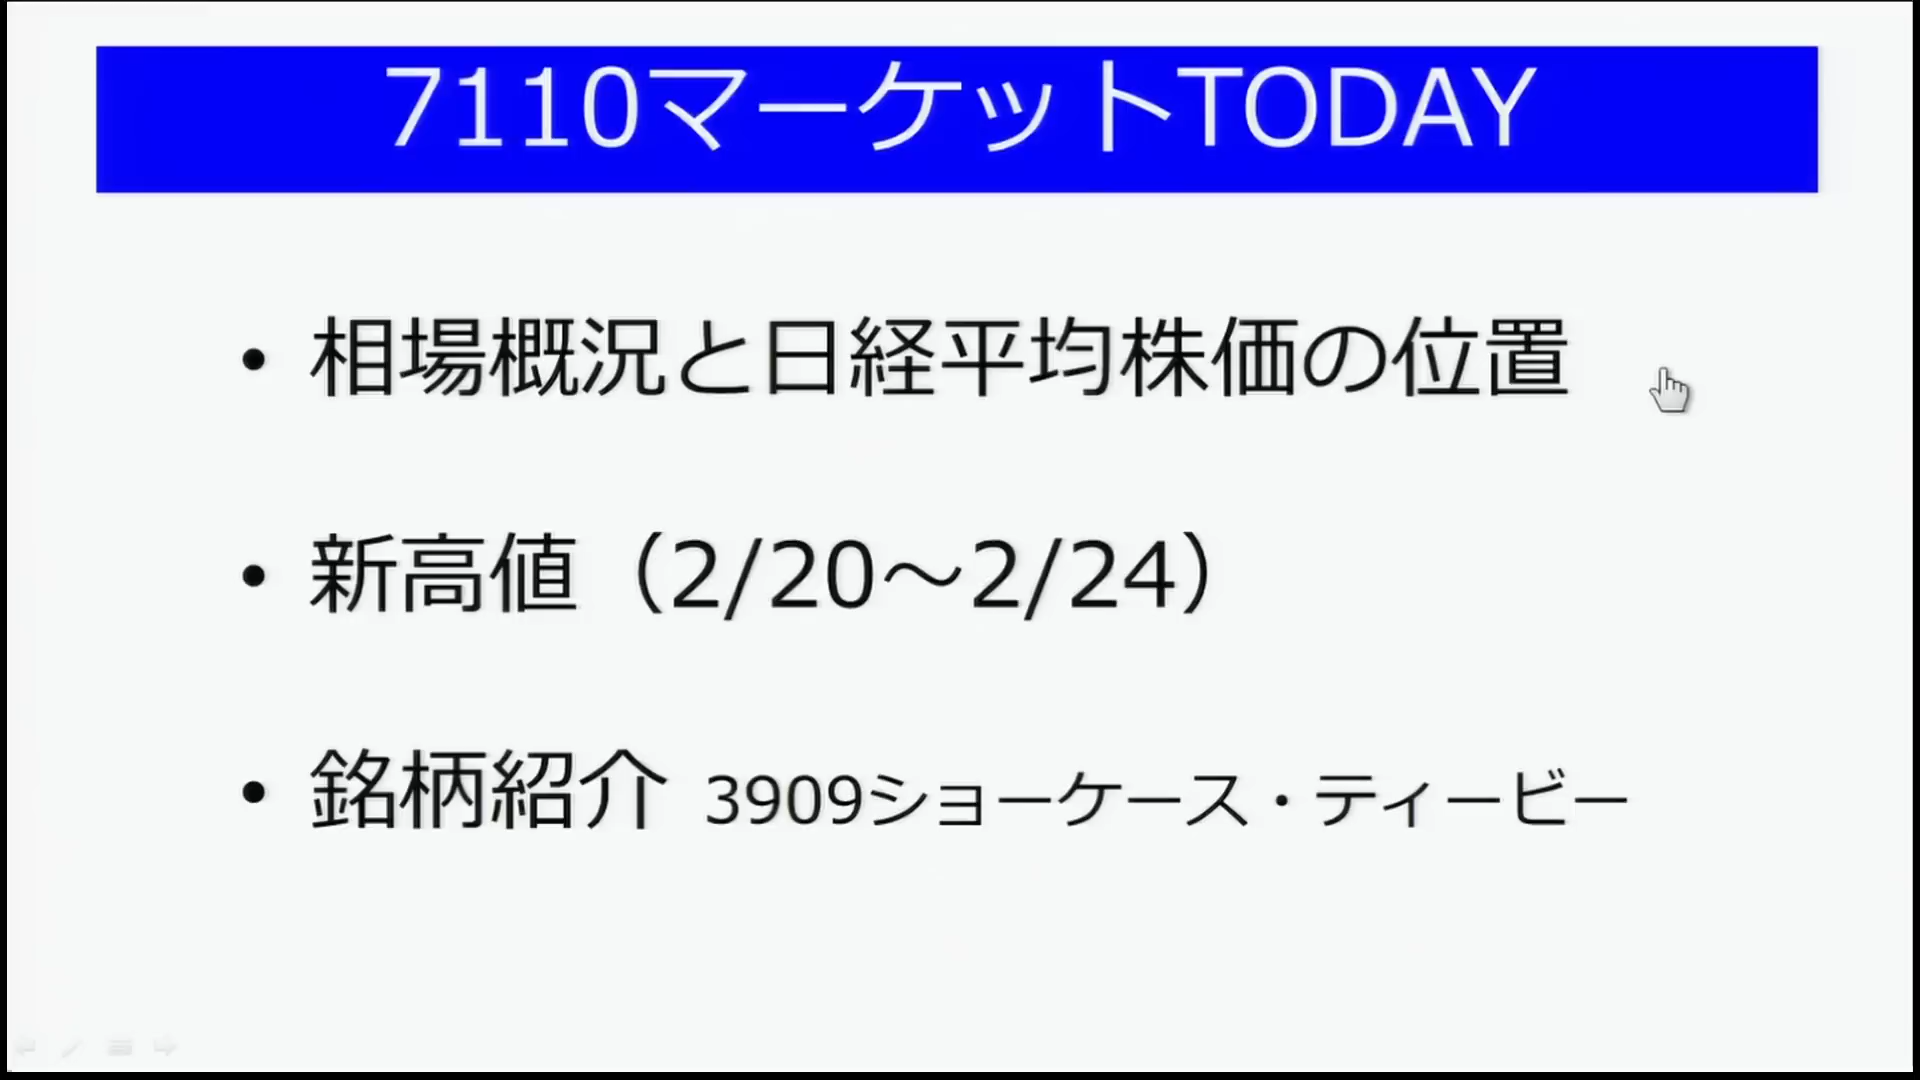 7110マーケットTODAY
• 相場概況と日経平均株価の位置
• 新高値（2/20～2/24）
• 銘柄紹介 3909ショーケース・ティービー